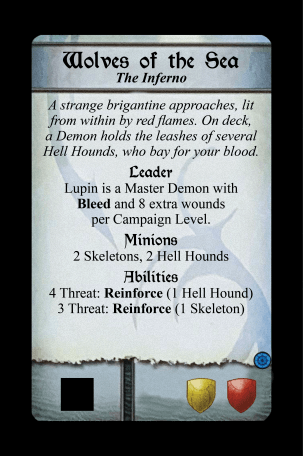 Wolves of the Sea
The Inferno
A strange brigantine approaches, lit
from within by red flames. On deck,
a Demon holds the leashes of several
Hell Hounds, who bay for your blood.
Leader
Lupin is a Master Demon with
Bleed and 8 extra wounds
per Campaign Level.
Minions
2 Skeletons, 2 Hell Hounds
Abilities
4 Threat: Reinforce (1 Hell Hound)
3 Threat: Reinforce (1 Skeleton)